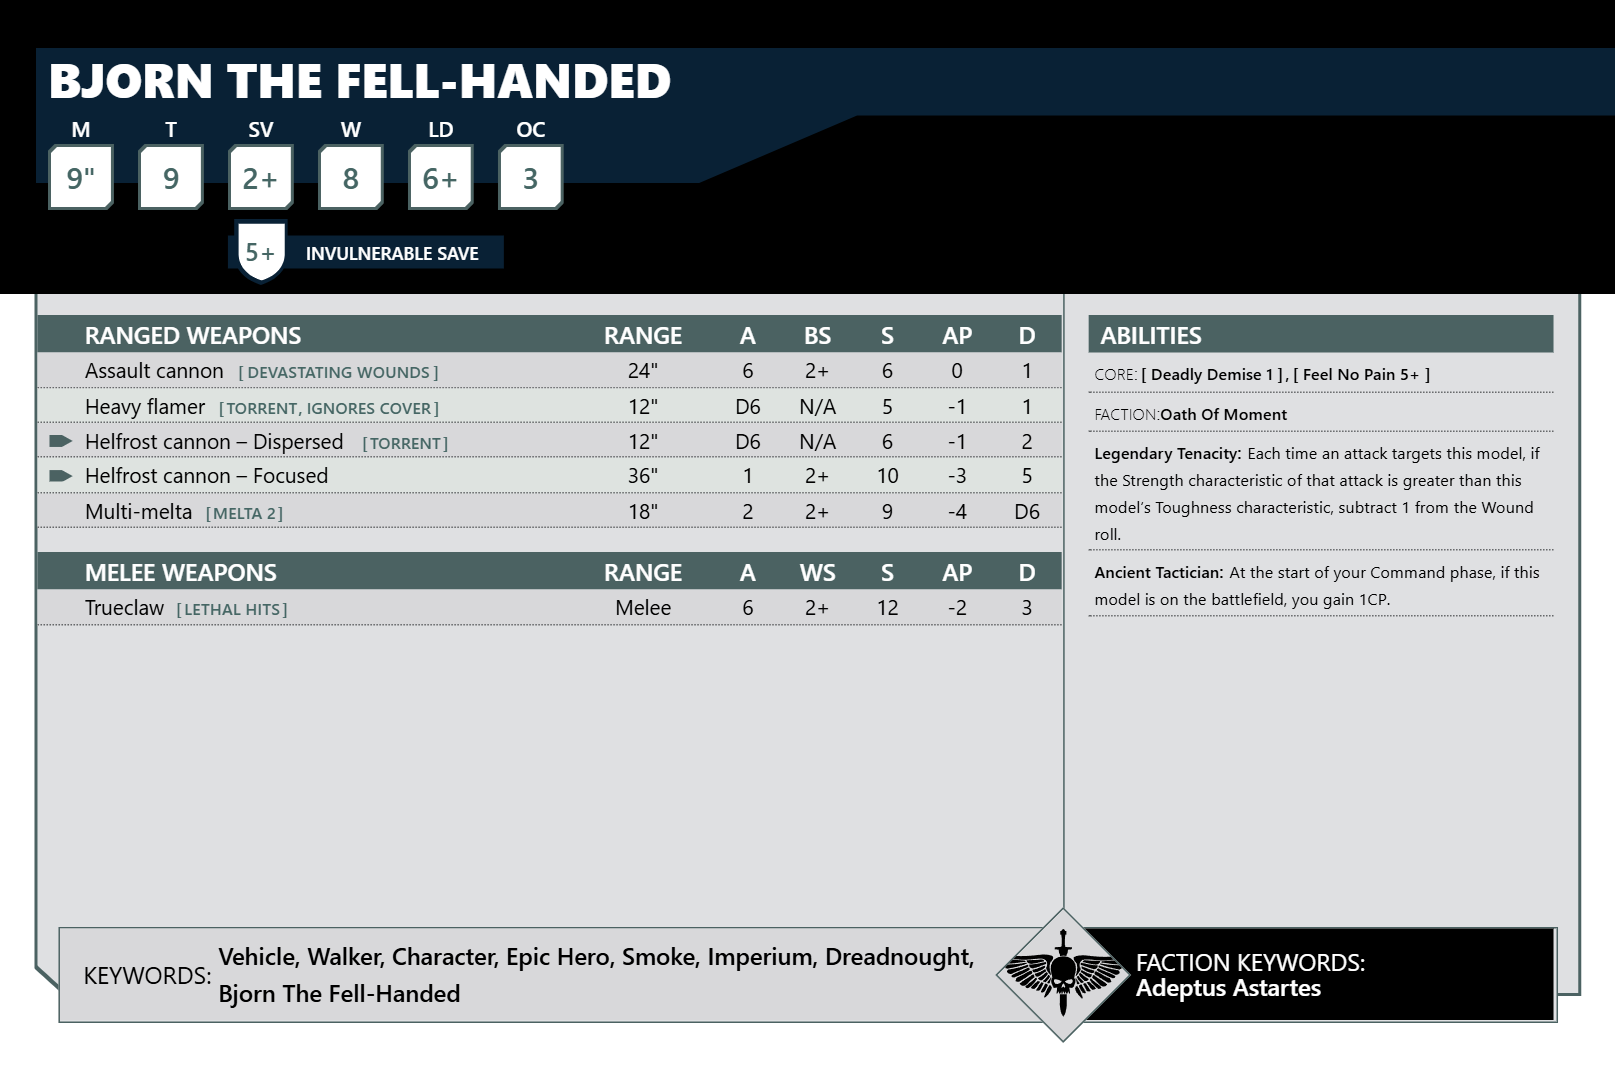 BJORN THE FELL-HANDED
M T SV W LD OC
9" 9 2+ 8 6+ 3
5+ INVULNERABLE SAVE
RANGED WEAPONS RANGE A BS S AP D
Assault cannon [ DEVASTATING WOUNDS ] 24" 6 2+ 6 0 1
Heavy flamer [ TORRENT, IGNORES COVER ] 12" D6 N/A 5 -1 1
Helfrost cannon – Dispersed [ TORRENT ] 12" D6 N/A 6 -1 2
Helfrost cannon – Focused 36" 1 2+ 10 -3 5
Multi-melta [ MELTA 2 ] 18" 2 2+ 9 -4 D6
MELEE WEAPONS RANGE A WS S AP D
Trueclaw [ LETHAL HITS ] Melee 6 2+ 12 -2 3
ABILITIES
CORE: [ Deadly Demise 1 ] , [ Feel No Pain 5+ ]
FACTION:Oath Of Moment
Legendary Tenacity: Each time an attack targets this model, if
the Strength characteristic of that attack is greater than this
model’s Toughness characteristic, subtract 1 from the Wound
roll.
Ancient Tactician: At the start of your Command phase, if this
model is on the battlefield, you gain 1CP.
KEYWORDS: Vehicle, Walker, Character, Epic Hero, Smoke, Imperium, Dreadnought,
Bjorn The Fell-Handed
FACTION KEYWORDS:
Adeptus Astartes